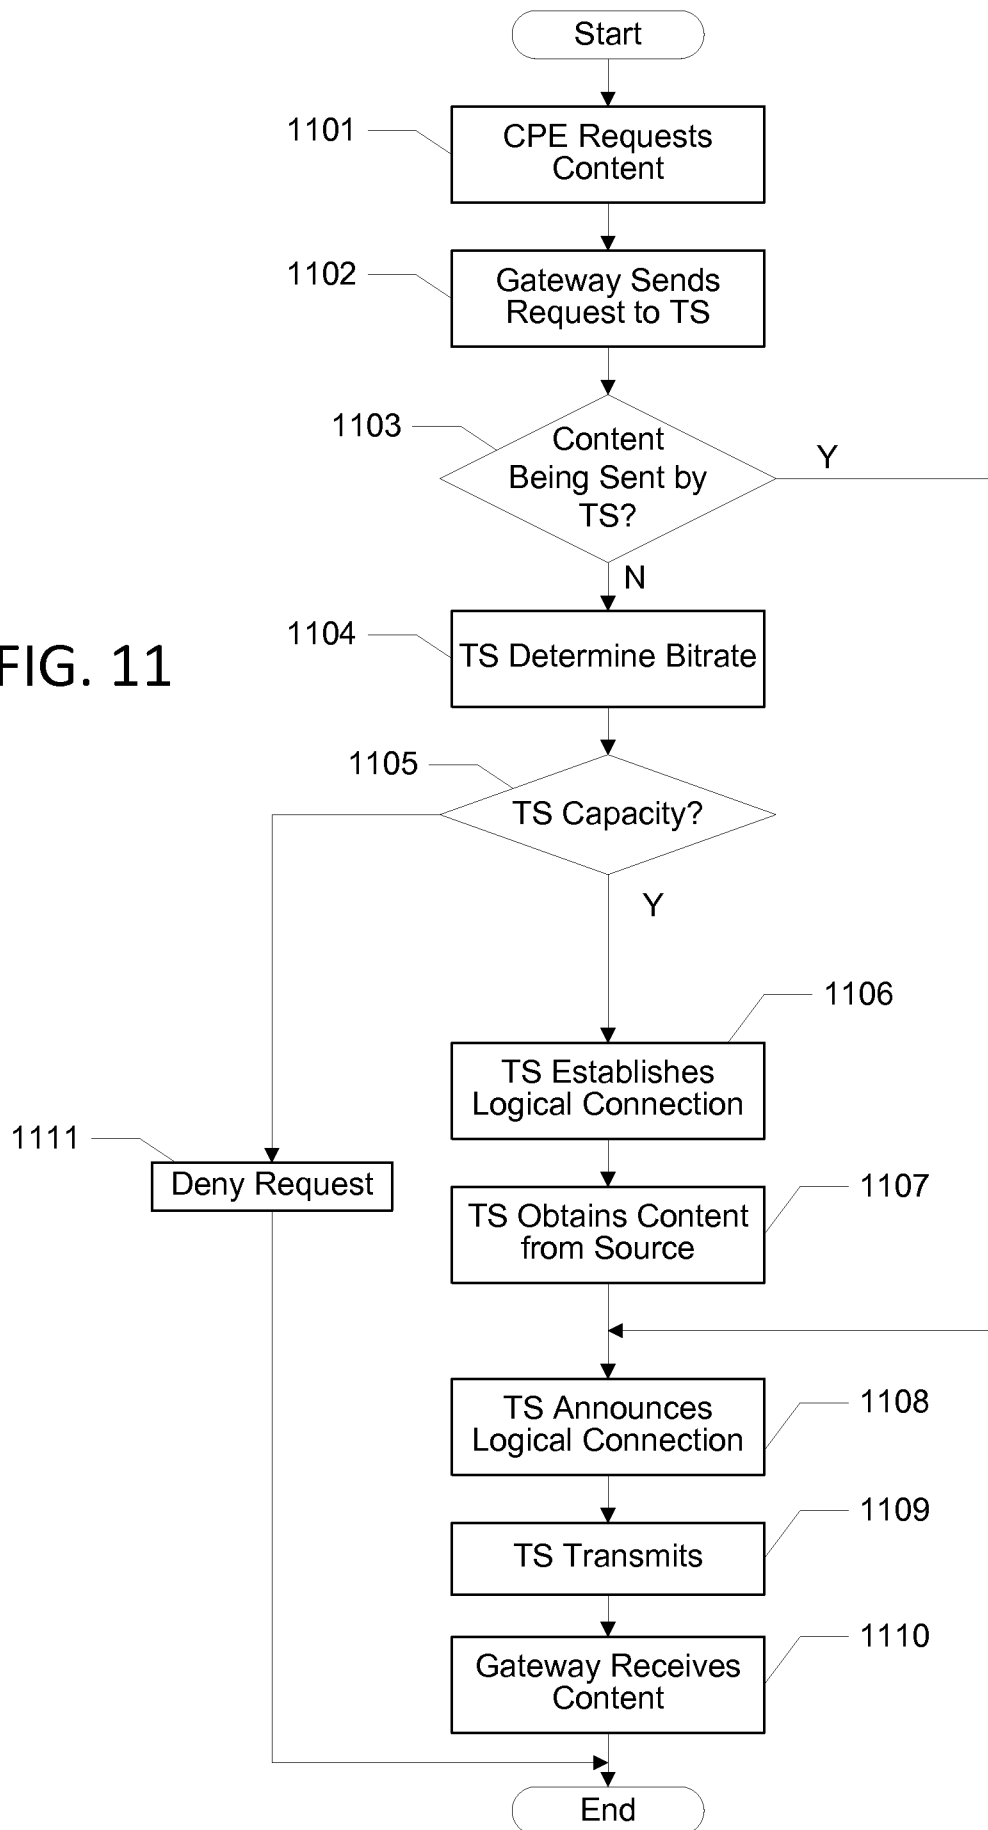 Start
1101
CPE Requests
Content
1102
Gateway Sends
Request to TS
1103
Content
Being Sent by
TS?
Y
N
1104
TS Determine Bitrate
FIG. 11
1105
TS Capacity?
Y
1106
TS Establishes
Logical Connection
1111
Deny Request
1107
TS Obtains Content
from Source
1108
TS Announces
Logical Connection
1109
TS Transmits
1110
Gateway Receives
Content
End